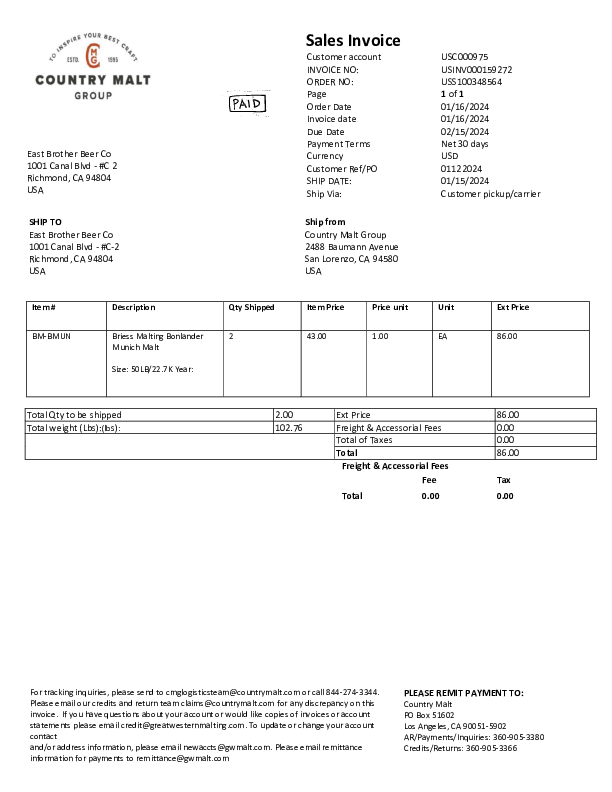 TO INSPIRE YOUR BEST CRAFT
ESTD. CMG 1995
COUNTRY MALT
GROUP
PAID
Sales Invoice
Customer account USC000975
INVOICE NO: USINV000159272
ORDER NO: USS100348564
Page 1 of 1
Order Date 01/16/2024
Invoice date 01/16/2024
Due Date 02/15/2024
Payment Terms Net 30 days
Currency USD
Customer Ref/PO 01122024
SHIP DATE: 01/15/2024
Ship Via: Customer pickup/carrier
East Brother Beer Co
1001 Canal Blvd - #C 2
Richmond, CA 94804
USA
SHIP TO
East Brother Beer Co
1001 Canal Blvd - #C-2
Richmond, CA 94804
USA
Ship from
Country Malt Group
2488 Baumann Avenue
San Lorenzo, CA 94580
USA
Item # Description Qty Shipped Item Price Price unit Unit Ext Price
BM-BMUN Briess Malting Bonlander 2 43.00 1.00 EA 86.00
Munich Malt
Size: 50LB/22.7K Year:
Total Qty to be shipped 2.00 Ext Price 86.00
Total weight (Lbs):(lbs): 102.76 Freight & Accessorial Fees 0.00
Total of Taxes 0.00
Total 86.00
Freight & Accessorial Fees
Fee Tax
Total 0.00 0.00
For tracking inquiries, please send to cmglogisticsteam@countrymalt.com or call 844-274-3344.
Please email our credits and return team claims@countrymalt.com for any discrepancy on this
invoice. If you have questions about your account or would like copies of invoices or account
statements please email credit@greatwesternmalting.com. To update or change your account
contact
and/or address information, please email newaccts@gwmalt.com. Please email remittance
information for payments to remittance@gwmalt.com
PLEASE REMIT PAYMENT TO:
Country Malt
PO Box 51602
Los Angeles, CA 90051-5902
AR/Payments/Inquiries: 360-905-3380
Credits/Returns: 360-905-3366